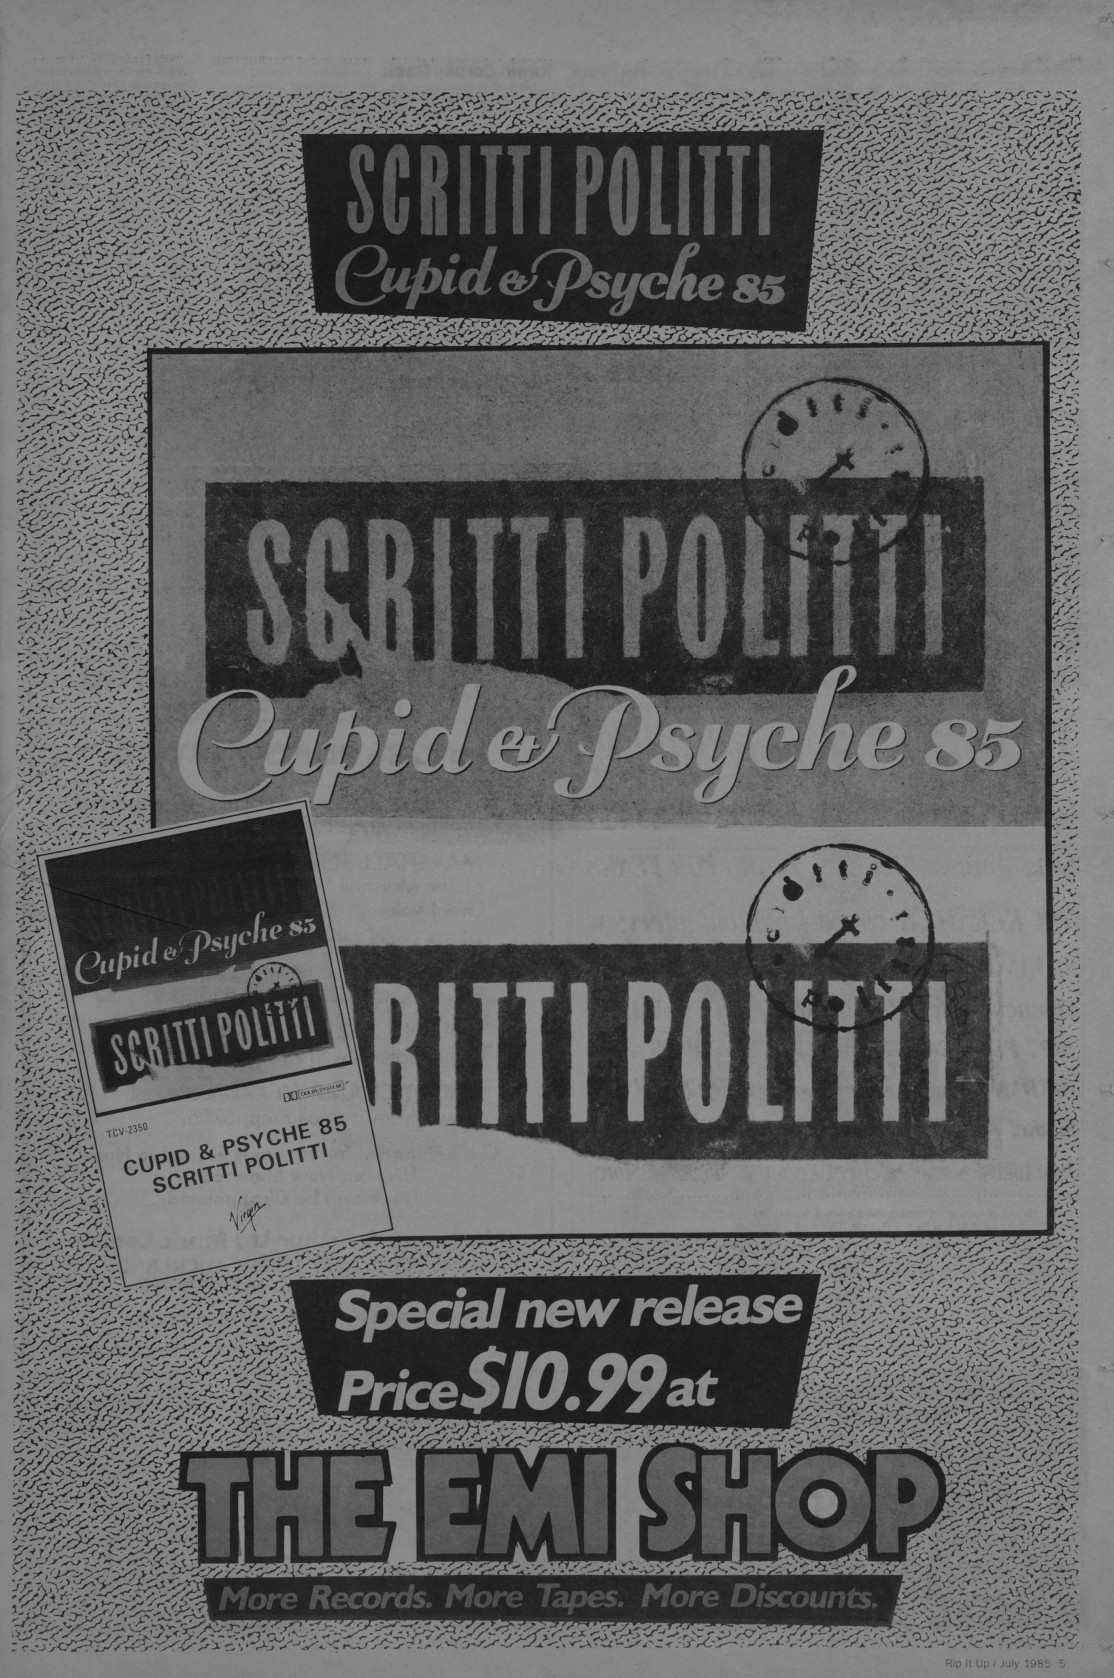 SCRITTI POLITTI
Cupid & Psyche 85
SCRITTI POLITTI
Cupid & Psyche 85
Cupid & Psyche 85
SCRITTI POLITTI
RITTI POLITTI
DOLBY SYSTEM
TCV-2350
CUPID & PSYCHE 85
SCRITTI POLITTI
Virgin
Special new release
Price $10.99 at
THE EMI SHOP
More Records. More Tapes. More Discounts.
Rip It Up / July 1985 5